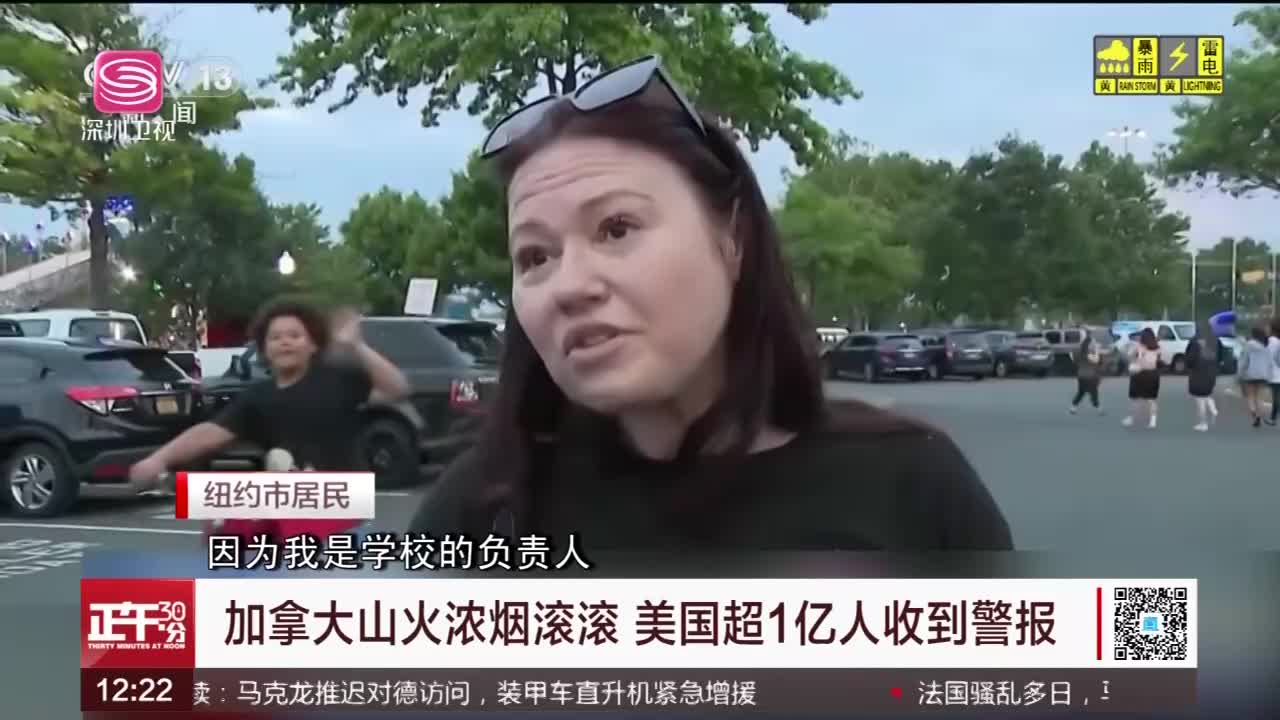 13
深圳卫视
闻
暴雨
黄 RAIN STORM
雷电
黄 LIGHTNING
纽约市居民
因为我是学校的负责人
正午30分
THIRTY MINUTES AT NOON
加拿大山火浓烟滚滚 美国超1亿人收到警报
12:22
续：马克龙推迟对德访问，装甲车直升机紧急增援
法国骚乱多日，